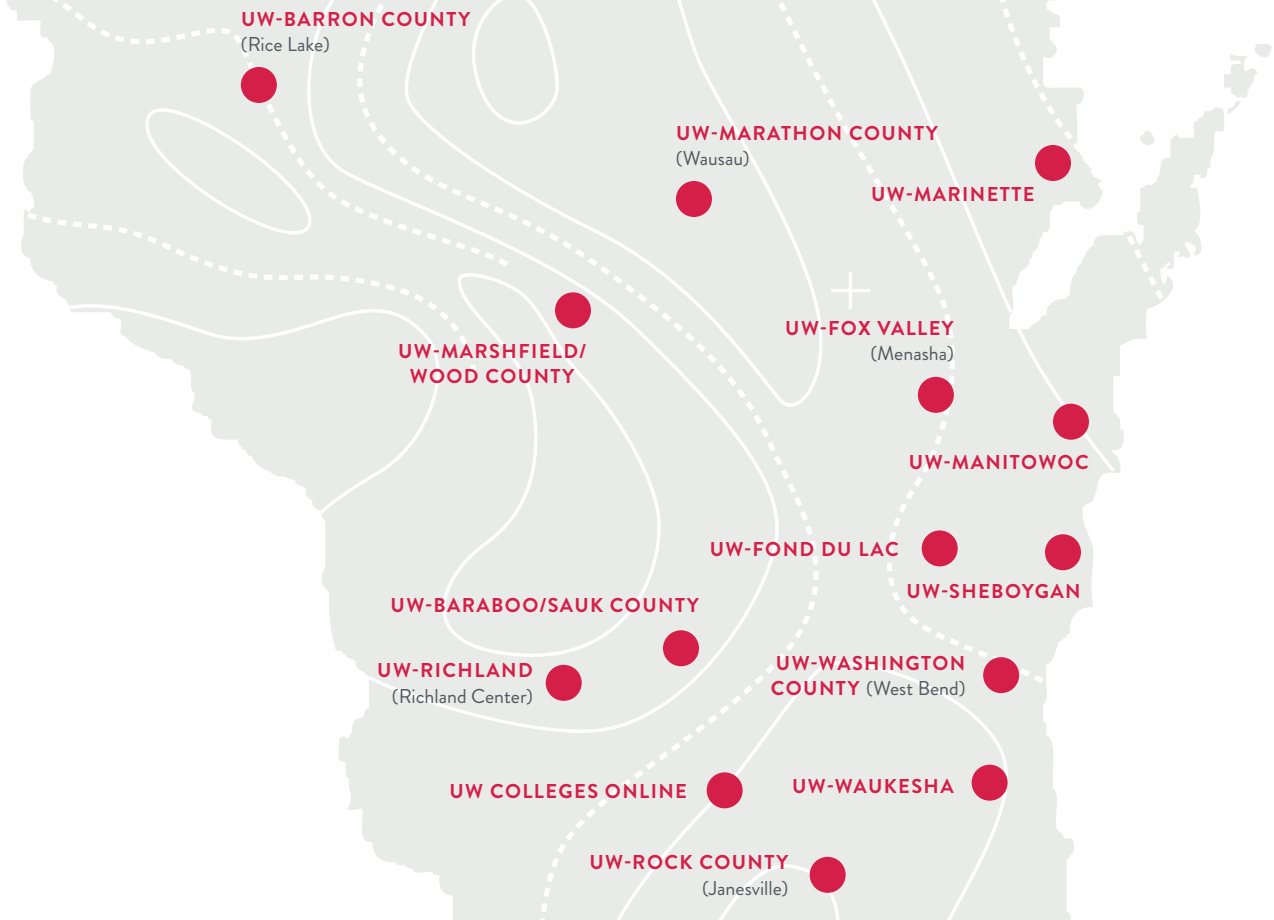 UW-BARRON COUNTY
(Rice Lake)
UW-MARATHON COUNTY
(Wausau)
UW-MARINETTE
UW-FOX VALLEY
(Menasha)
UW-MARSHFIELD/
WOOD COUNTY
UW-MANITOWOC
UW-FOND DU LAC
UW-SHEBOYGAN
UW-BARABOO/SAUK COUNTY
UW-RICHLAND
(Richland Center)
UW-WASHINGTON
COUNTY (West Bend)
UW COLLEGES ONLINE
UW-WAUKESHA
UW-ROCK COUNTY
(Janesville)